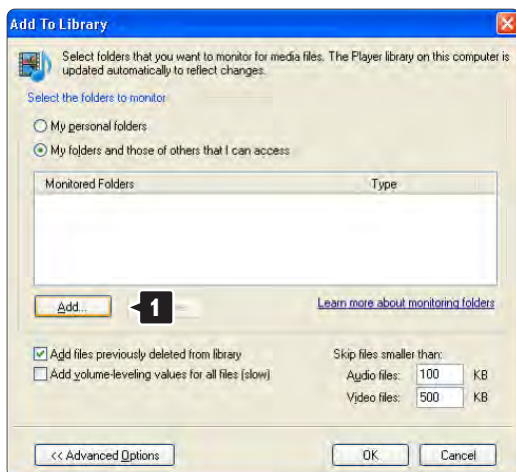 Add To Library
Select folders that you want to monitor for media files. The Player library on this computer is
updated automatically to reflect changes.
Select the folders to monitor
My personal folders
My folders and those of others that I can access
Monitored Folders Type
Add... 1 Learn more about monitoring folders
Add files previously deleted from library Skip files smaller than:
Add volume-leveling values for all files (slow) Audio files: 100 KB
Video files: 500 KB
<< Advanced Options OK Cancel